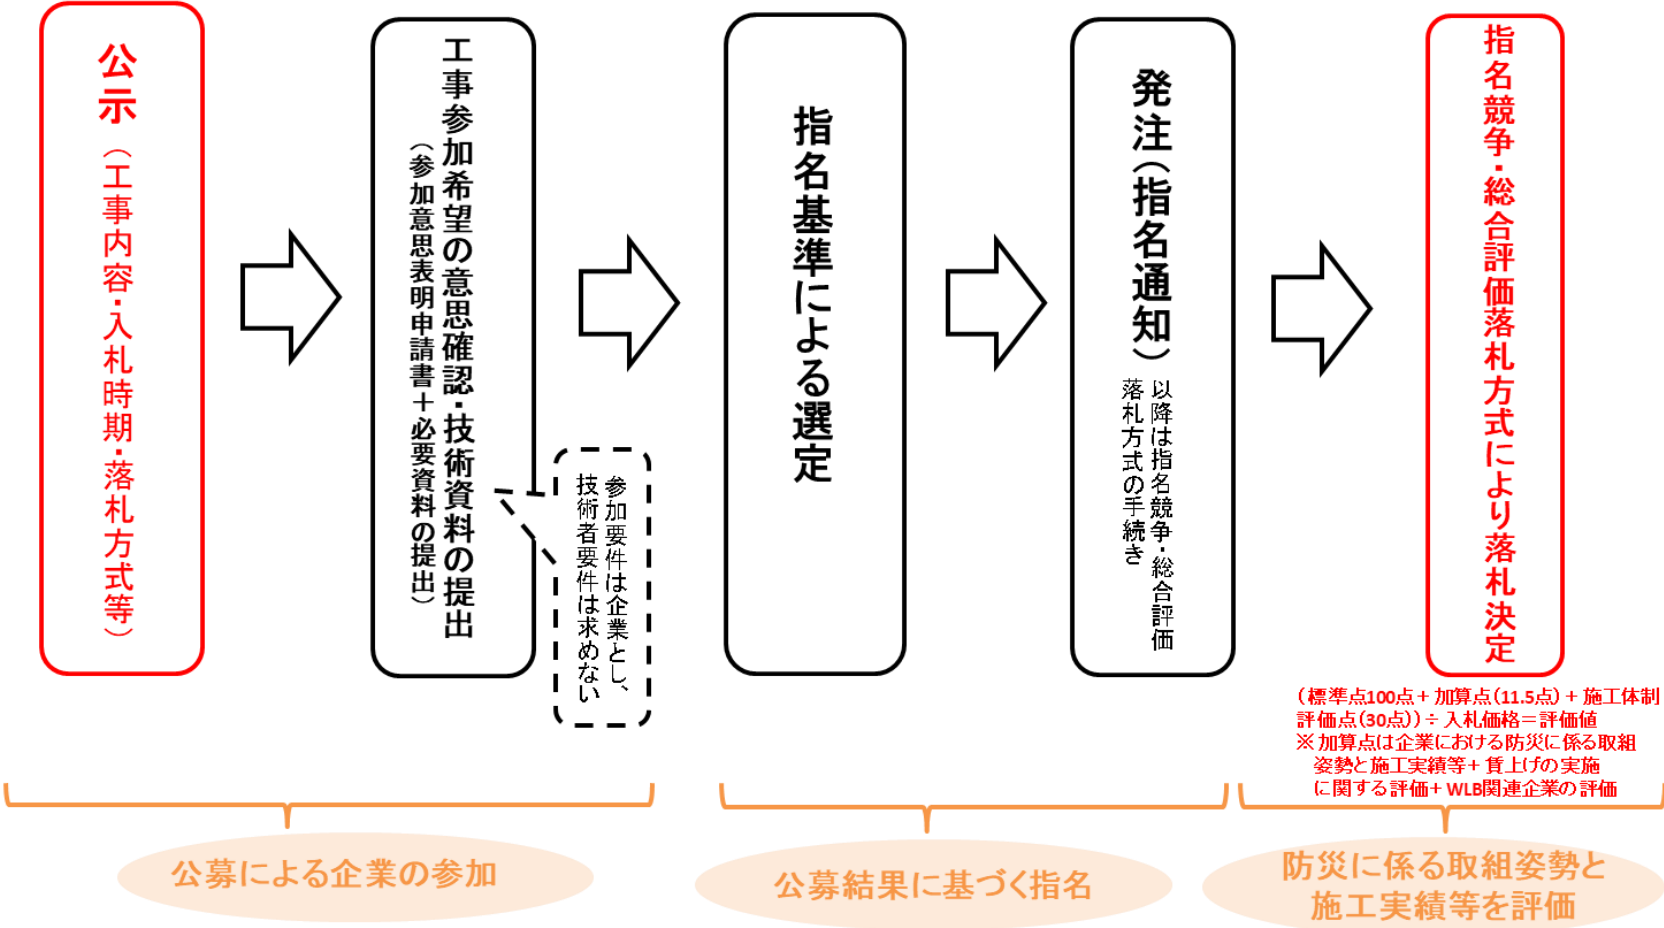 公示（工事内容・入札時期・落札方式等）
工事参加希望の意思確認・技術資料の提出
（参加意思表明申請書＋必要資料の提出）
参加要件は企業とし、
技術者要件は求めない
指名基準による選定
発注（指名通知）
以降は指名競争・総合評価
落札方式の手続き
指名競争・総合評価落札方式により落札決定
（標準点100点＋加算点（11.5点）＋施工体制
評価点（30点））÷入札価格＝評価値
※加算点は企業における防災に係る取組
姿勢と施工実績等＋賃上げの実施
に関する評価＋WLB関連企業の評価
公募による企業の参加
公募結果に基づく指名
防災に係る取組姿勢と
施工実績等を評価